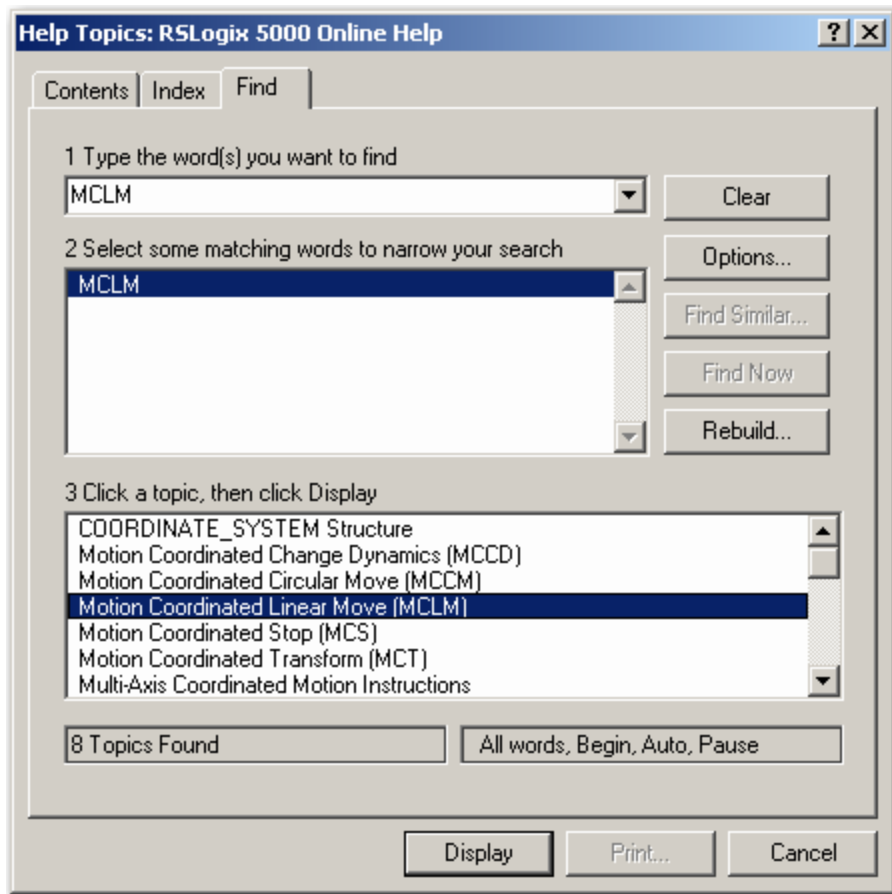 Help Topics: RSLogix 5000 Online Help
Contents Index Find
1 Type the word(s) you want to find
MCLM
Clear
2 Select some matching words to narrow your search
Options...
MCLM
Find Similar...
Find Now
Rebuild...
3 Click a topic, then click Display
COORDINATE_SYSTEM Structure
Motion Coordinated Change Dynamics (MCCD)
Motion Coordinated Circular Move (MCCM)
Motion Coordinated Linear Move (MCLM)
Motion Coordinated Stop (MCS)
Motion Coordinated Transform (MCT)
Multi-Axis Coordinated Motion Instructions
8 Topics Found
All words, Begin, Auto, Pause
Display Print... Cancel